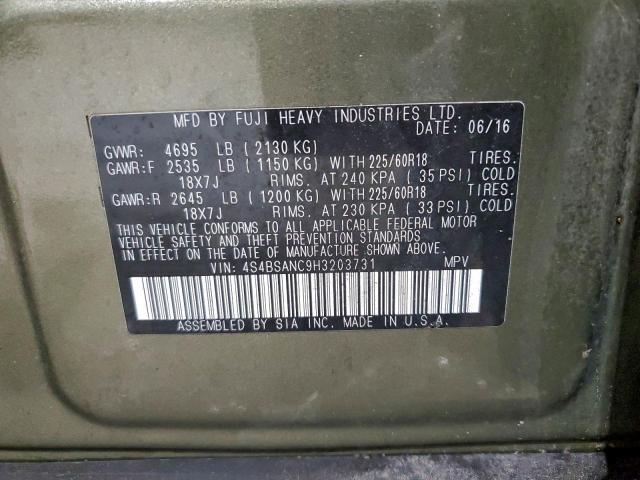 MFD BY FUJI HEAVY INDUSTRIES LTD.
DATE: 06/16
GVWR: 4695 LB ( 2130 KG)
GAWR:F 2535 LB ( 1150 KG) WITH 225/60R18 TIRES.
18X7J RIMS. AT 240 KPA ( 35 PSI) COLD
GAWR:R 2645 LB ( 1200 KG) WITH 225/60R18 TIRES.
18X7J RIMS. AT 230 KPA ( 33 PSI) COLD
THIS VEHICLE CONFORMS TO ALL APPLICABLE FEDERAL MOTOR
VEHICLE SAFETY AND THEFT PREVENTION STANDARDS
IN EFFECT ON THE DATE OF MANUFACTURE SHOWN ABOVE.
VIN: 4S4BSANC9H3203731 MPV
ASSEMBLED BY SIA INC. MADE IN U.S.A.